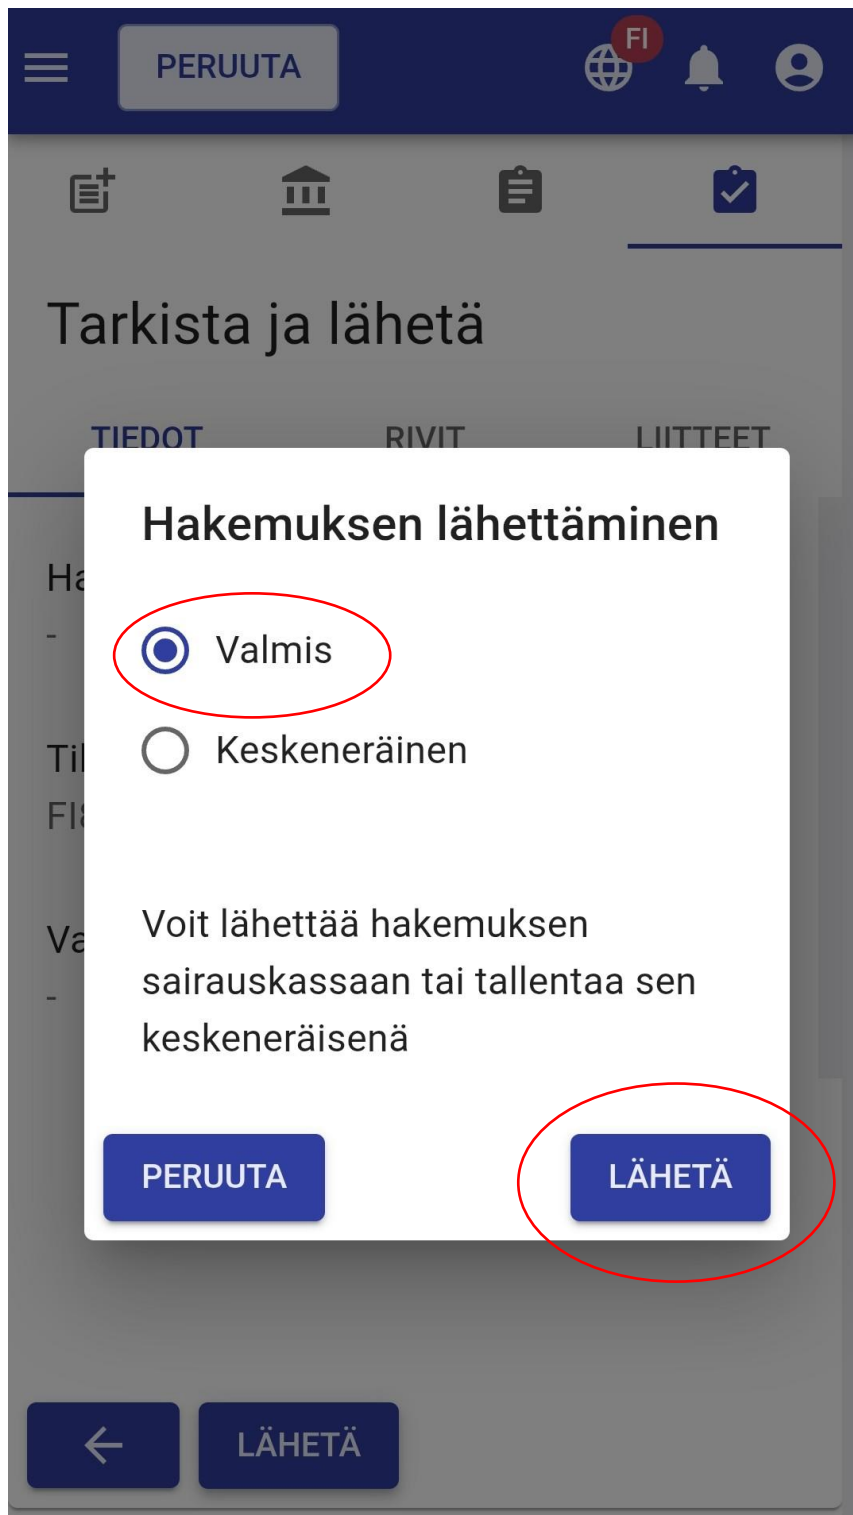 PERUUTA
FI
Tarkista ja lähetä
TIEDOT RIVIT LIITTEET
Hakemuksen lähettäminen
-
Valmis
Keskeneräinen
Voit lähettää hakemuksen
sairauskassaan tai tallentaa sen
keskeneräisenä
-
PERUUTA LÄHETÄ
LÄHETÄ